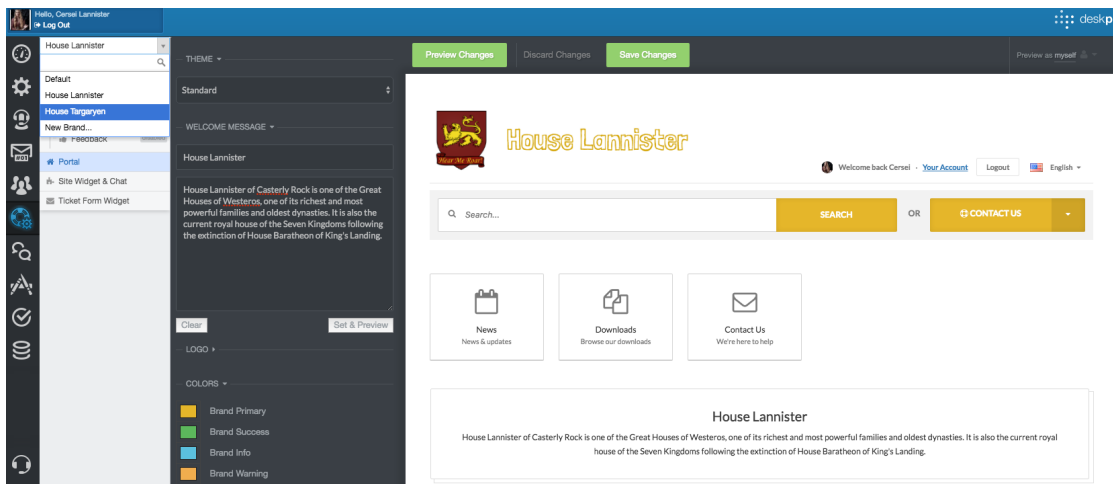 Hello, Cersei Lannister
Log Out
deskp
House Lannister
Default
House Lannister
House Targaryen
New Brand...
Feedback
Portal
Site Widget & Chat
Ticket Form Widget
#01
THEME
Standard
WELCOME MESSAGE
House Lannister
House Lannister of Casterly Rock is one of the Great
Houses of Westeros, one of its richest and most
powerful families and oldest dynasties. It is also the
current royal house of the Seven Kingdoms following
the extinction of House Baratheon of King's Landing.
Clear
Set & Preview
LOGO
COLORS
Brand Primary
Brand Success
Brand Info
Brand Warning
Preview Changes
Discard Changes
Save Changes
Preview as myself
Hear Me Roar!
House Lannister
Welcome back Cersei - Your Account
Logout
English
Search...
SEARCH
OR
CONTACT US
News
News & updates
Downloads
Browse our downloads
Contact Us
We're here to help
House Lannister
House Lannister of Casterly Rock is one of the Great Houses of Westeros, one of its richest and most powerful families and oldest dynasties. It is also the current royal
house of the Seven Kingdoms following the extinction of House Baratheon of King's Landing.